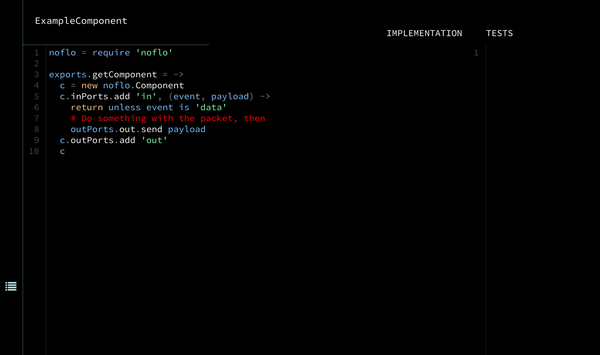 ExampleComponent
IMPLEMENTATION TESTS
1 noflo = require 'noflo'
2
3 exports.getComponent = ->
4   c = new noflo.Component
5   c.inPorts.add 'in', (event, payload) ->
6     return unless event is 'data'
7     # Do something with the packet, then
8     outPorts.out.send payload
9   c.outPorts.add 'out'
10   c
1